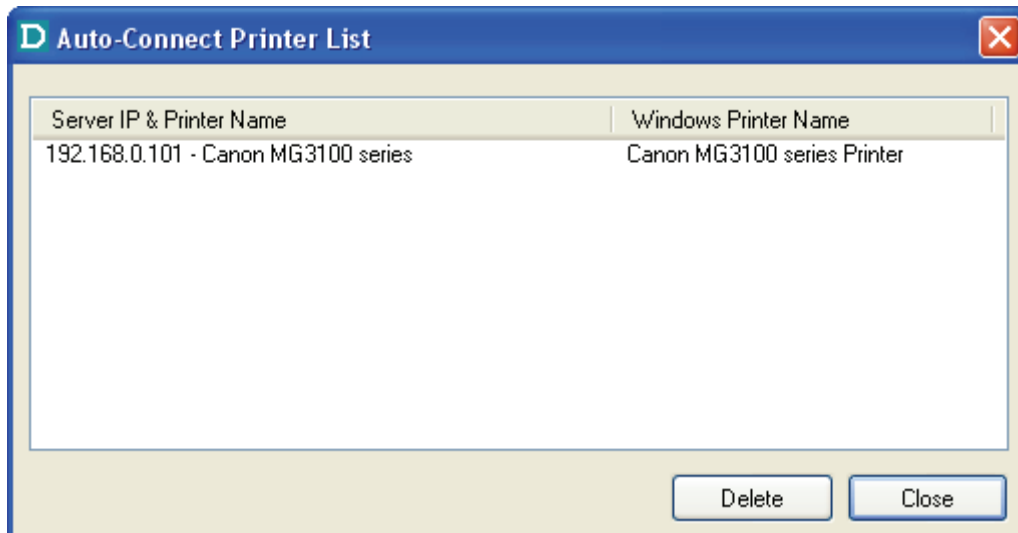 D Auto-Connect Printer List
Server IP & Printer Name Windows Printer Name
192.168.0.101 - Canon MG3100 series Canon MG3100 series Printer
Delete Close